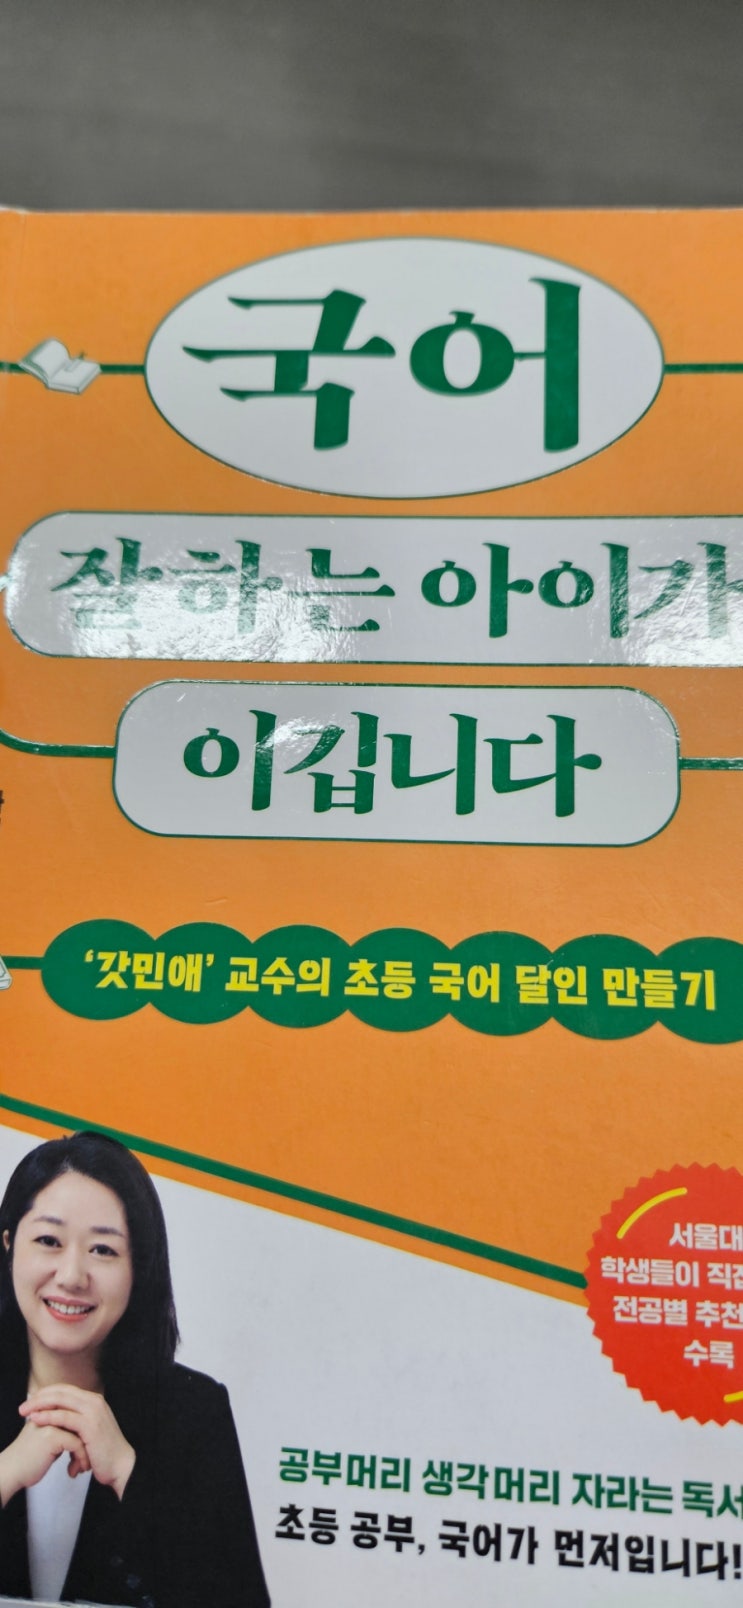 국어
잘하는 아이가
이깁니다
‘갓민애’ 교수의 초등 국어 달인 만들기
서울대
학생들이 직접
전공별 추천
수록
공부머리 생각머리 자라는 독서
초등 공부, 국어가 먼저입니다!